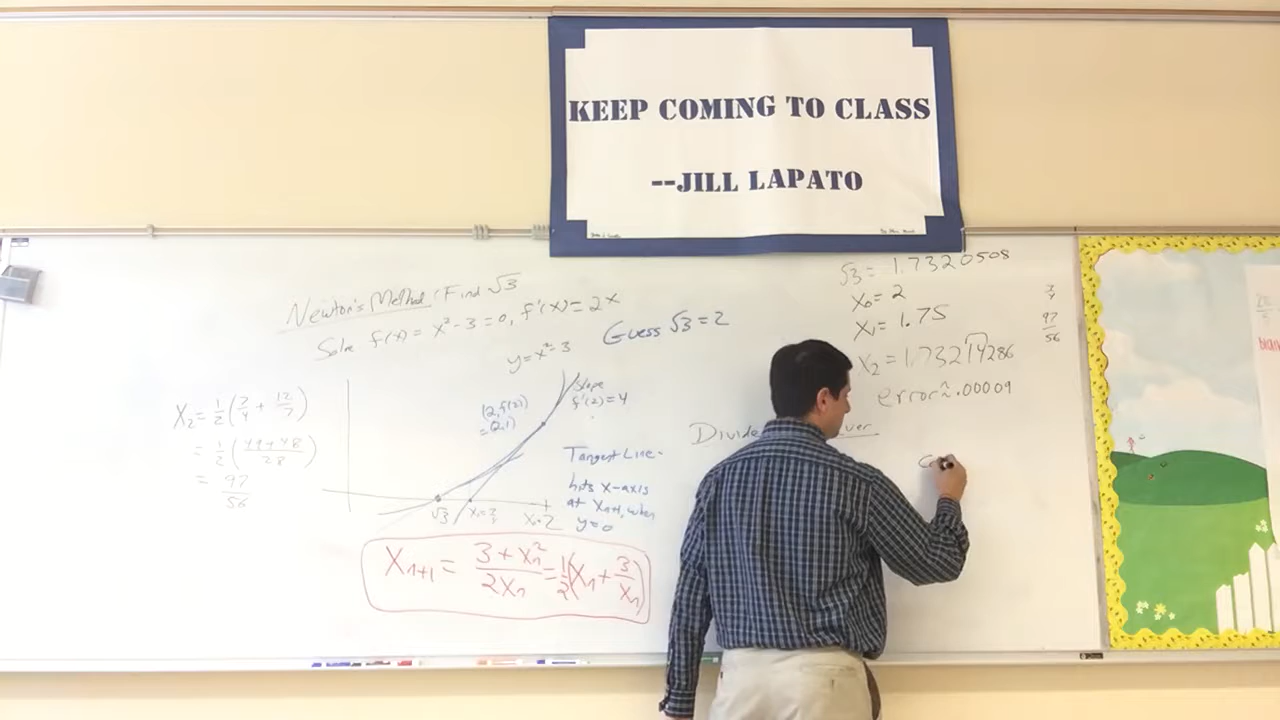 KEEP COMING TO CLASS
--JILL LAPATO
Newton's Method: Find √3
Solve f(x) = x²-3=0, f'(x)=2x
y=x²-3
Guess √3=2
Slope
f'(2)=4
(2,f(2))
=(2,1)
Tangent Line
hits x-axis
at Xn+1, when
y=0
√3
X₀=2
X₂=1/2(7/4+12/7)
=1/2(49+48/28)
=97/56
Xn+1= 3+xn²/2xn =1/2(Xn+3/xn)
√3= 1.7320508
X₀=2
X₁=1.75
X₂=1.73214286
error≈.00009
7/4
97/56
Divide